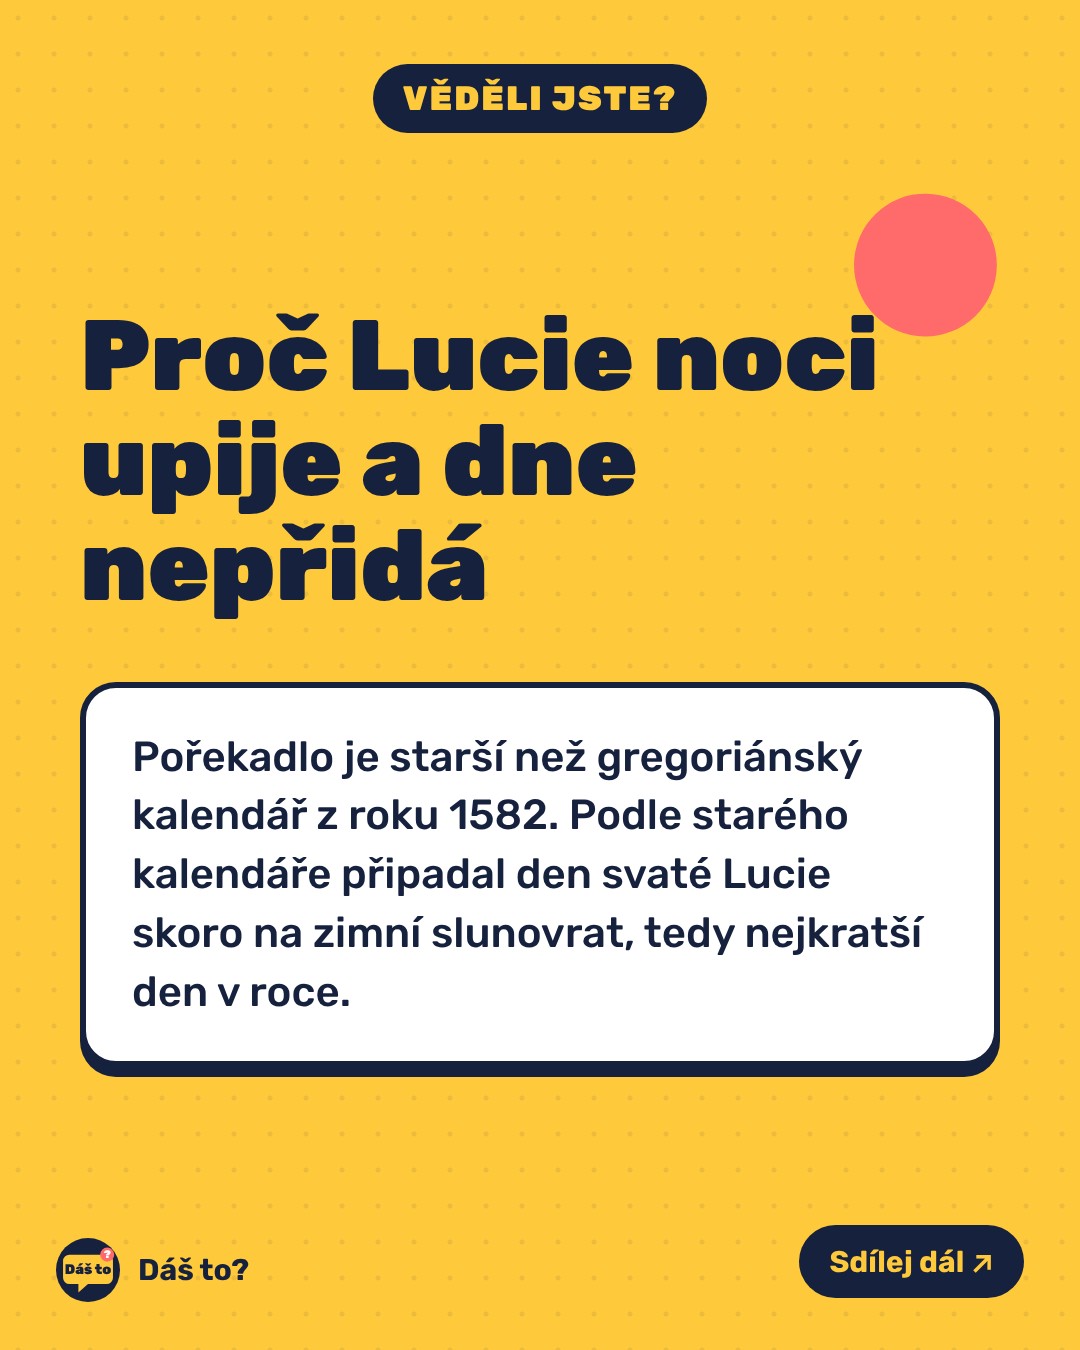 VĚDĚLI JSTE?
Proč Lucie noci
upije a dne
nepřidá
Pořekadlo je starší než gregoriánský
kalendář z roku 1582. Podle starého
kalendáře připadal den svaté Lucie
skoro na zimní slunovrat, tedy nejkratší
den v roce.
Dáš to
?
Dáš to?
Sdílej dál ↗